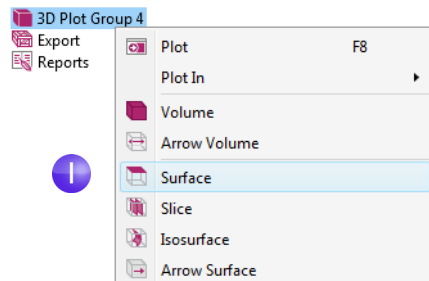 3D Plot Group 4
Export
Reports
Plot F8
Plot In
Volume
Arrow Volume
I
Surface
Slice
Isosurface
Arrow Surface